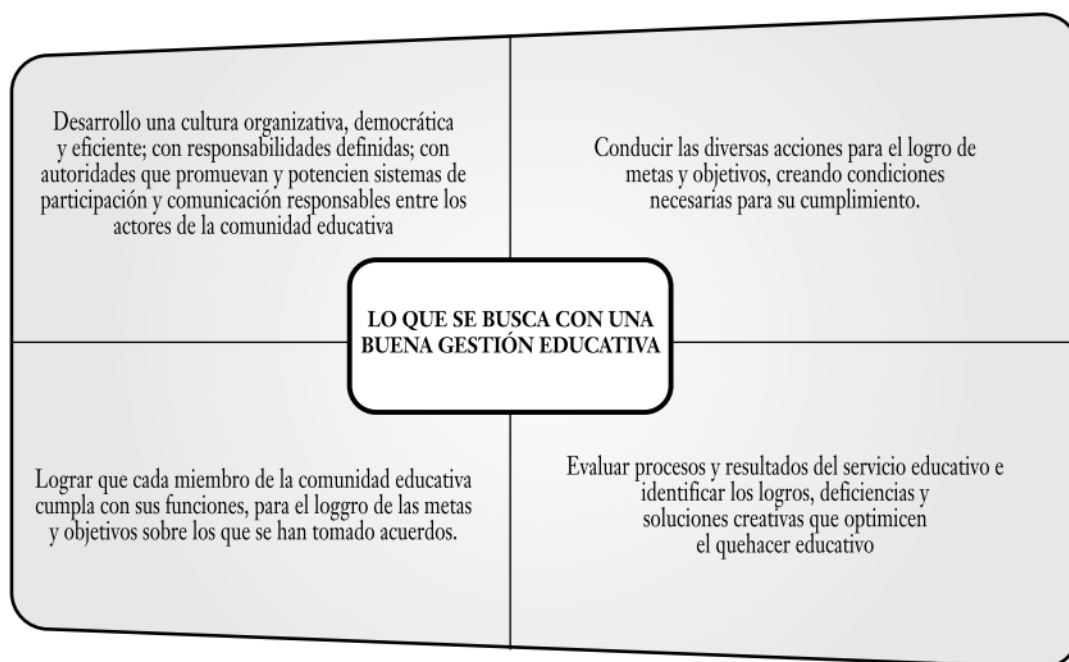 Desarrollo una cultura organizativa, democrática
y eficiente; con responsabilidades definidas; con
autoridades que promuevan y potencien sistemas de
participación y comunicación responsables entre los
actores de la comunidad educativa
Conducir las diversas acciones para el logro de
metas y objetivos, creando condiciones
necesarias para su cumplimiento.
LO QUE SE BUSCA CON UNA
BUENA GESTIÓN EDUCATIVA
Lograr que cada miembro de la comunidad educativa
cumpla con sus funciones, para el loggro de las metas
y objetivos sobre los que se han tomado acuerdos.
Evaluar procesos y resultados del servicio educativo e
identificar los logros, deficiencias y
soluciones creativas que optimicen
el quehacer educativo